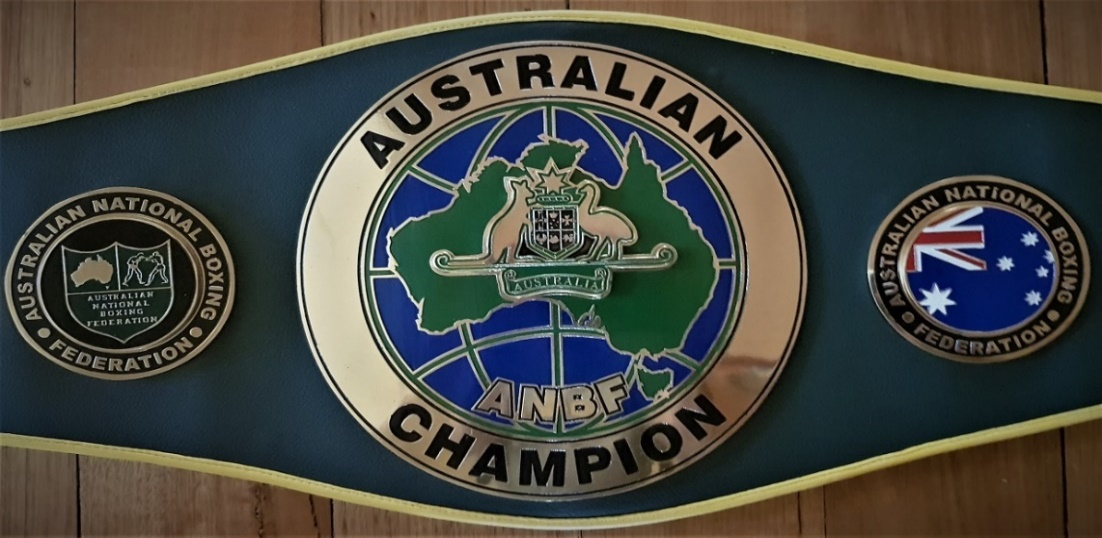 AUSTRALIAN NATIONAL BOXING
FEDERATION
AUSTRALIAN
NATIONAL
BOXING
FEDERATION
AUSTRALIAN
AUSTRALIA
ANBF
CHAMPION
AUSTRALIAN NATIONAL BOXING
FEDERATION